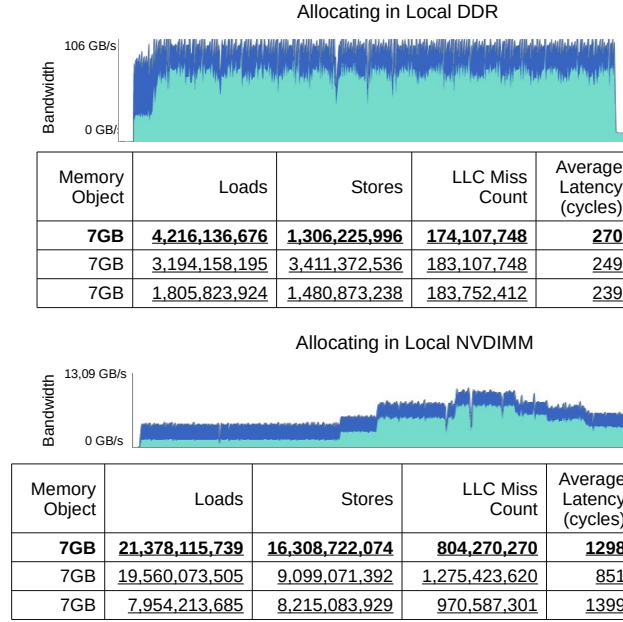 Allocating in Local DDR
106 GB/s
Bandwidth
0 GB/s
Memory Object Loads Stores LLC Miss Count Average Latency (cycles)
7GB 4,216,136,676 1,306,225,996 174,107,748 270
7GB 3,194,158,195 3,411,372,536 183,107,748 249
7GB 1,805,823,924 1,480,873,238 183,752,412 239
Allocating in Local NVDIMM
13,09 GB/s
Bandwidth
0 GB/s
Memory Object Loads Stores LLC Miss Count Average Latency (cycles)
7GB 21,378,115,739 16,308,722,074 804,270,270 1298
7GB 19,560,073,505 9,099,071,392 1,275,423,620 851
7GB 7,954,213,685 8,215,083,929 970,587,301 1399